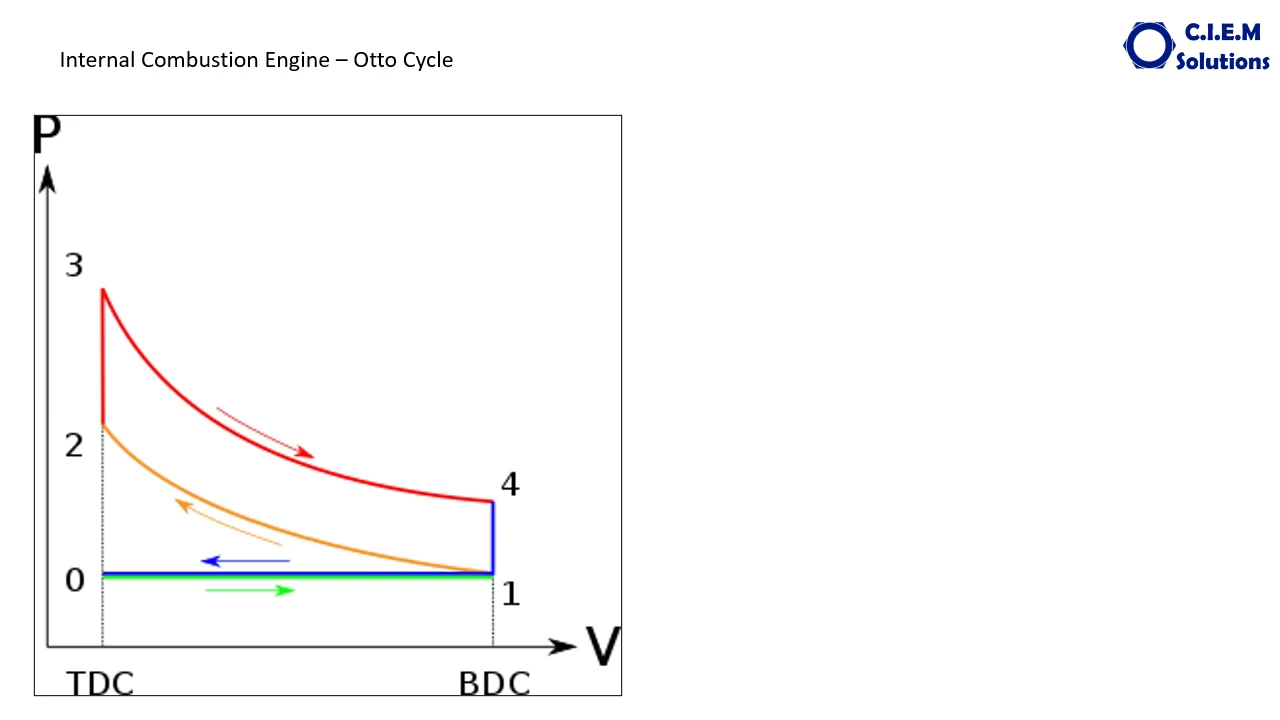 Internal Combustion Engine – Otto Cycle
C.I.E.M
Solutions
P
3
2
4
0
1
V
TDC
BDC